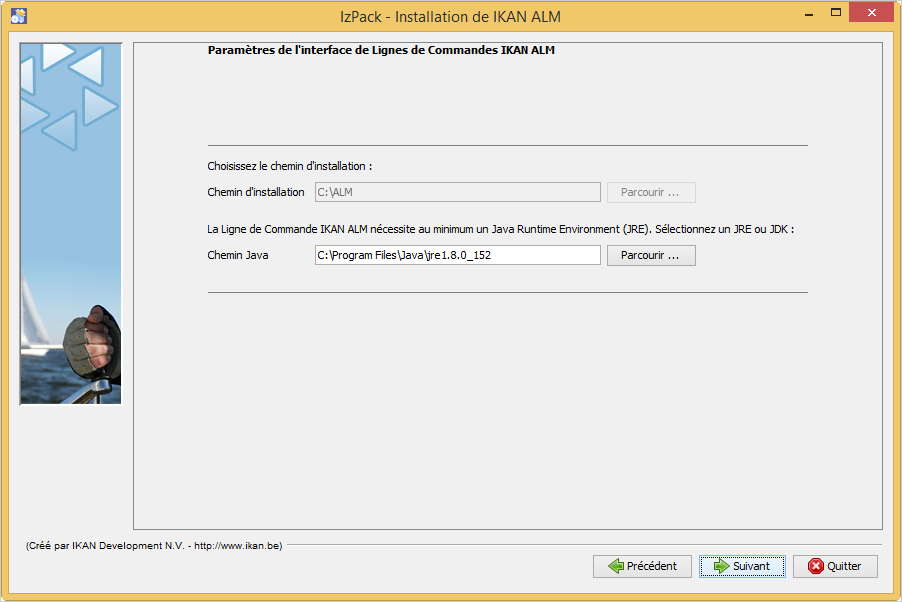 IzPack - Installation de IKAN ALM
Paramètres de l'interface de Lignes de Commandes IKAN ALM
Choisissez le chemin d'installation :
Chemin d'installation C:\ALM Parcourir ...
La Ligne de Commande IKAN ALM nécessite au minimum un Java Runtime Environment (JRE). Sélectionnez un JRE ou JDK :
Chemin Java C:\Program Files\Java\jre1.8.0_152 Parcourir ...
(Créé par IKAN Development N.V. - http://www.ikan.be)
Précédent Suivant Quitter